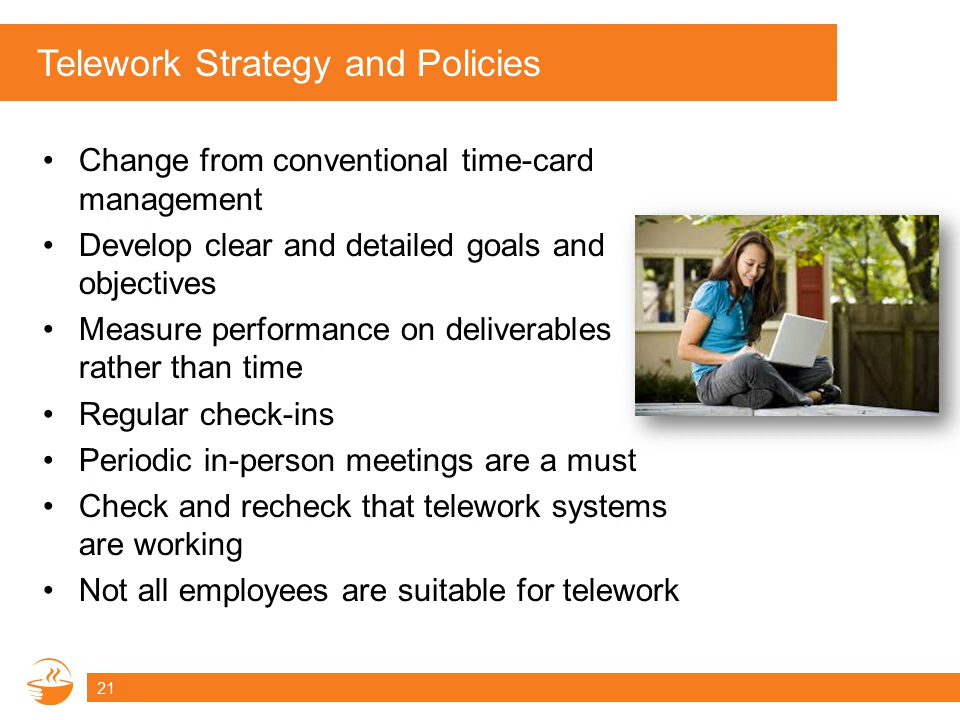 Telework Strategy and Policies
• Change from conventional time-card
management
• Develop clear and detailed goals and
objectives
• Measure performance on deliverables
rather than time
• Regular check-ins
• Periodic in-person meetings are a must
• Check and recheck that telework systems
are working
• Not all employees are suitable for telework
21